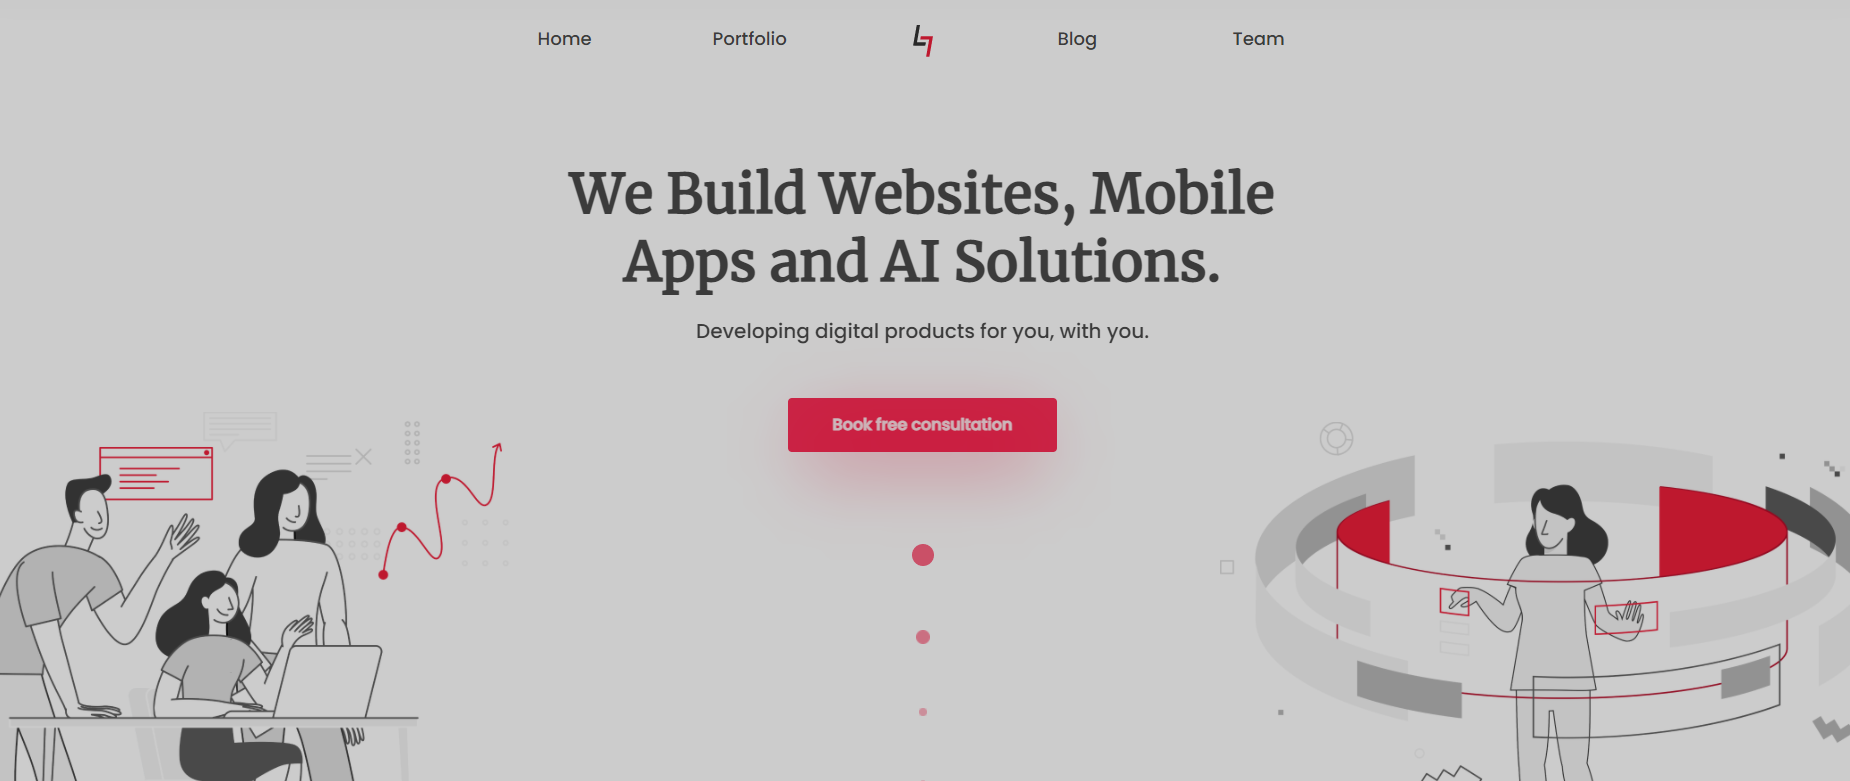 Home Portfolio Blog Team
We Build Websites, Mobile
Apps and AI Solutions.
Developing digital products for you, with you.
Book free consultation